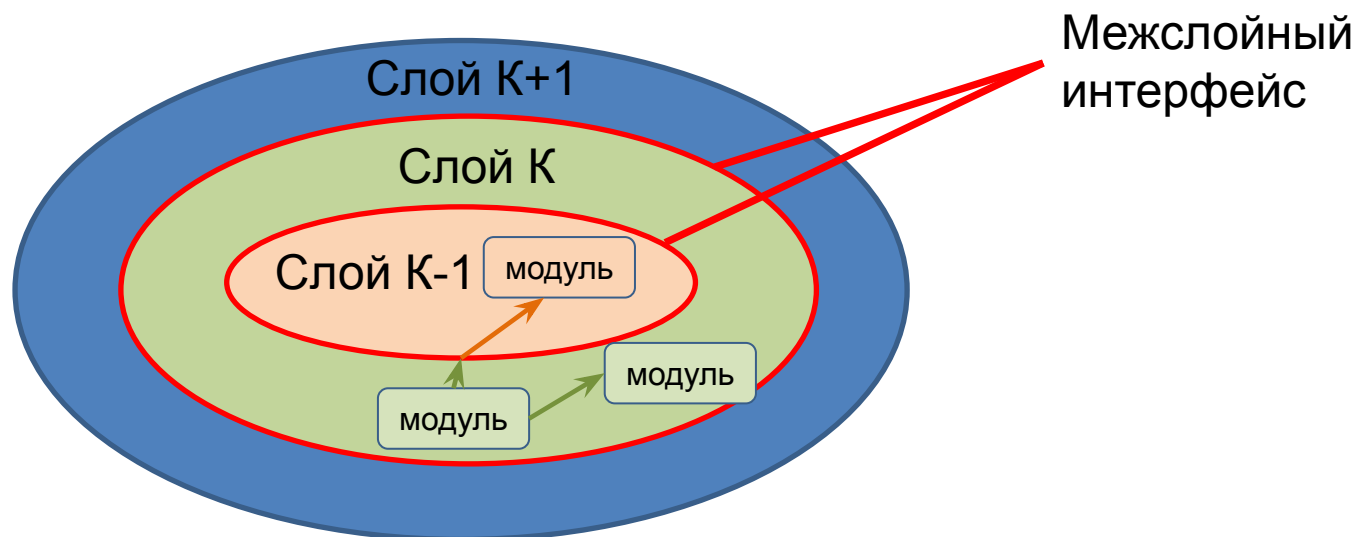 Межслойный
интерфейс
Слой К+1
Слой К
Слой К-1
модуль
модуль
модуль